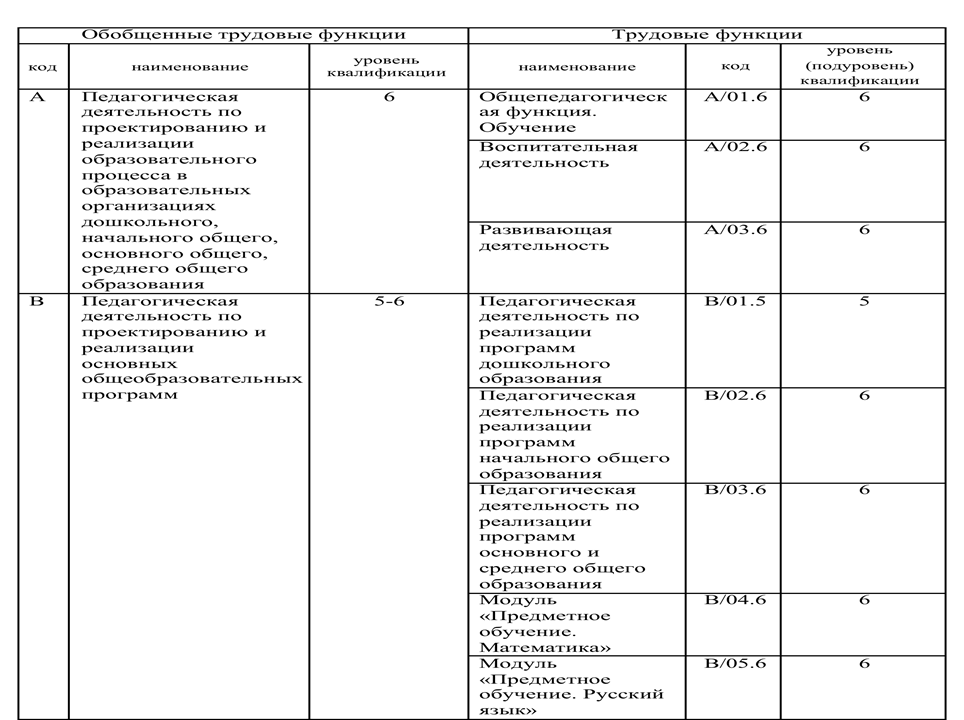 Обобщенные трудовые функции
Трудовые функции
код
наименование
уровень
квалификации
наименование
код
уровень
(подуровень)
квалификации
А
Педагогическая
деятельность по
проектированию и
реализации
образовательного
процесса в
образовательных
организациях
дошкольного,
начального общего,
основного общего,
среднего общего
образования
6
Общепедагогическ
ая функция.
Обучение
А/01.6
6
Воспитательная
деятельность
А/02.6
6
Развивающая
деятельность
А/03.6
6
В
Педагогическая
деятельность по
проектированию и
реализации
основных
общеобразовательных
программ
5-6
Педагогическая
деятельность по
реализации
программ
дошкольного
образования
В/01.5
5
Педагогическая
деятельность по
реализации
программ
начального общего
образования
В/02.6
6
Педагогическая
деятельность по
реализации
программ
основного и
среднего общего
образования
В/03.6
6
Модуль
«Предметное
обучение.
Математика»
В/04.6
6
Модуль
«Предметное
обучение. Русский
язык»
В/05.6
6